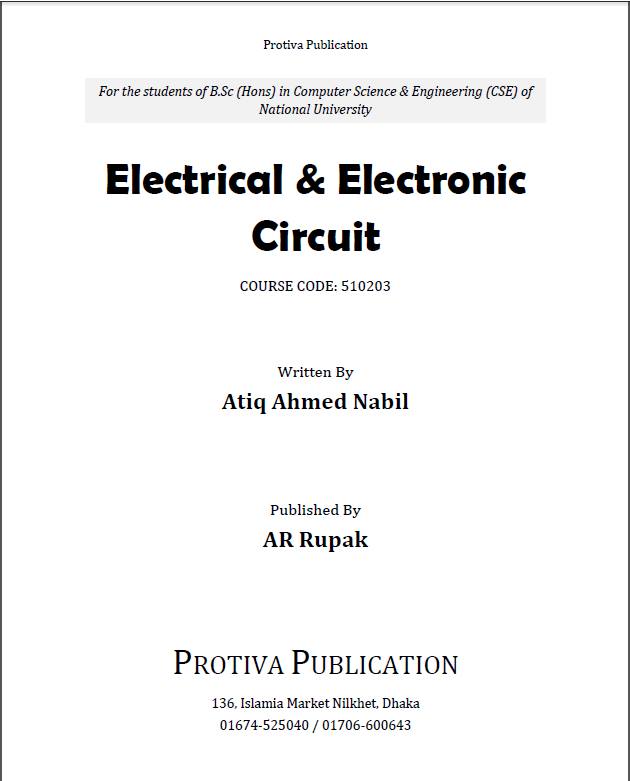 Protiva Publication
For the students of B.Sc (Hons) in Computer Science & Engineering (CSE) of
National University
Electrical & Electronic
Circuit
COURSE CODE: 510203
Written By
Atiq Ahmed Nabil
Published By
AR Rupak
PROTIVA PUBLICATION
136, Islamia Market Nilkhet, Dhaka
01674-525040 / 01706-600643